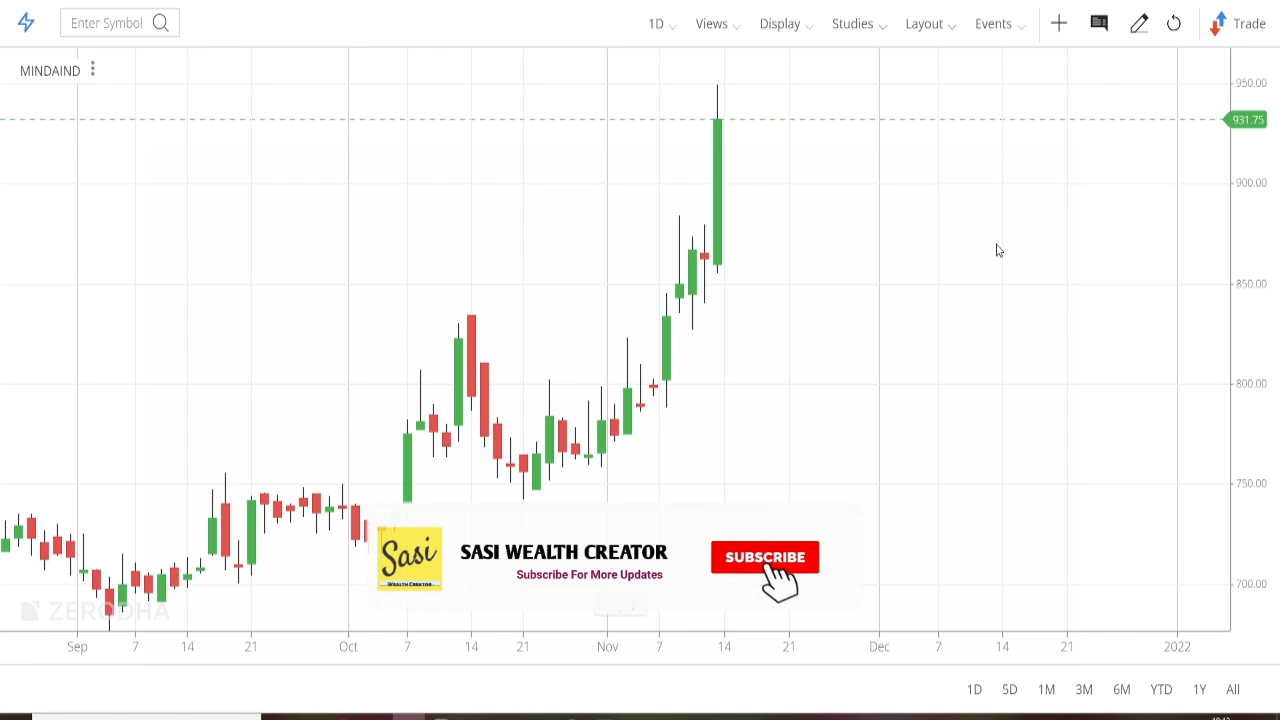 Enter Symbol
1D Views Display Studies Layout Events Trade
MINDAIND
950.00
931.75
900.00
850.00
800.00
750.00
700.00
Sasi
WEALTH CREATOR
SASI WEALTH CREATOR
Subscribe For More Updates
SUBSCRIBE
ZERODHA
Sep 7 14 21 Oct 7 14 21 Nov 7 14 21 Dec 7 14 21 2022
1D 5D 1M 3M 6M YTD 1Y All